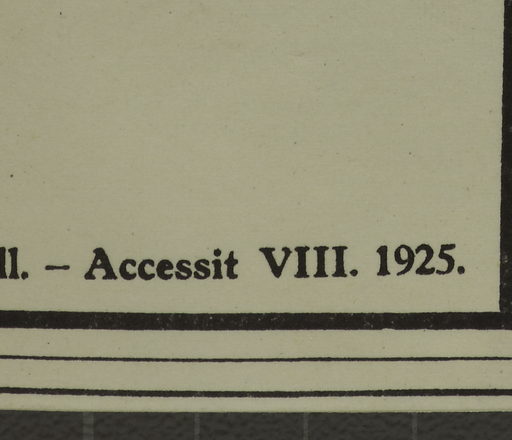 ll. – Accessit VIII. 1925.